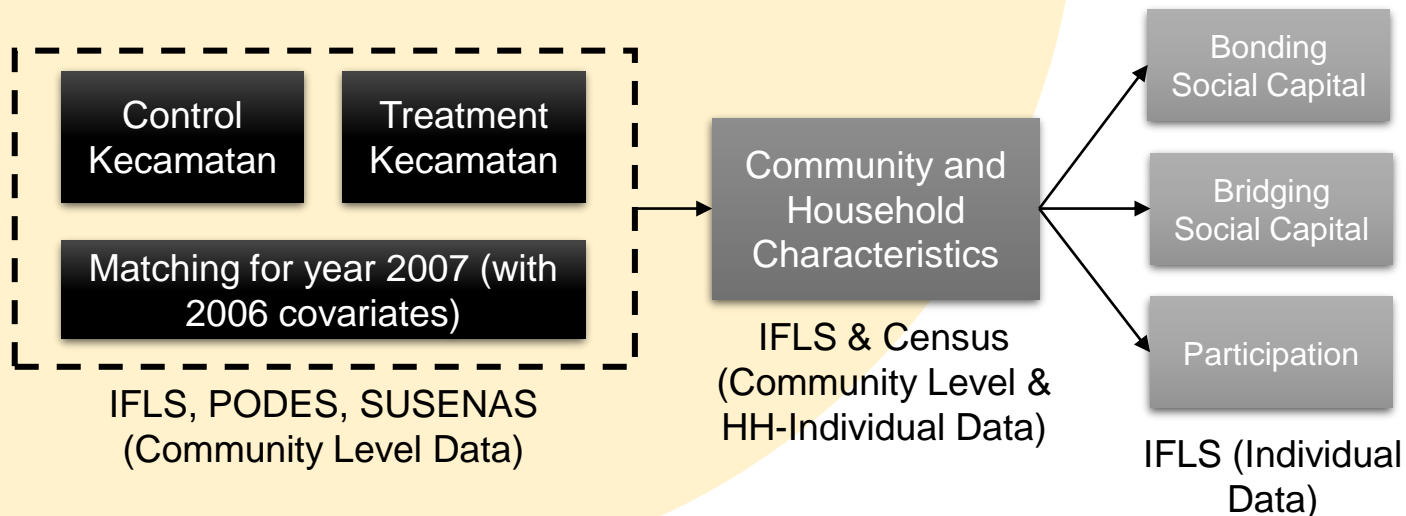 Control
Kecamatan
Treatment
Kecamatan
Matching for year 2007 (with
2006 covariates)
IFLS, PODES, SUSENAS
(Community Level Data)
Community and
Household
Characteristics
IFLS & Census
(Community Level &
HH-Individual Data)
Bonding
Social Capital
Bridging
Social Capital
Participation
IFLS (Individual
Data)